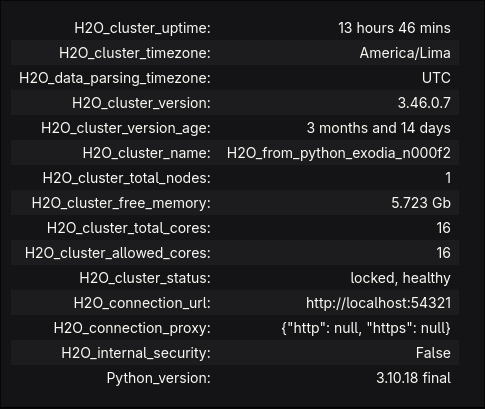 H2O_cluster_uptime: 13 hours 46 mins
H2O_cluster_timezone: America/Lima
H2O_data_parsing_timezone: UTC
H2O_cluster_version: 3.46.0.7
H2O_cluster_version_age: 3 months and 14 days
H2O_cluster_name: H2O_from_python_exodia_n000f2
H2O_cluster_total_nodes: 1
H2O_cluster_free_memory: 5.723 Gb
H2O_cluster_total_cores: 16
H2O_cluster_allowed_cores: 16
H2O_cluster_status: locked, healthy
H2O_connection_url: http://localhost:54321
H2O_connection_proxy: {"http": null, "https": null}
H2O_internal_security: False
Python_version: 3.10.18 final